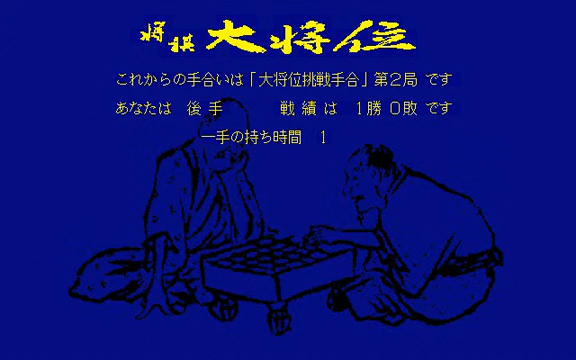 将棋 大将位
これからの手合いは「大将位挑戦手合」第2局 です
あなたは 後手 戦績は 1勝 0敗 です
一手の持ち時間 1